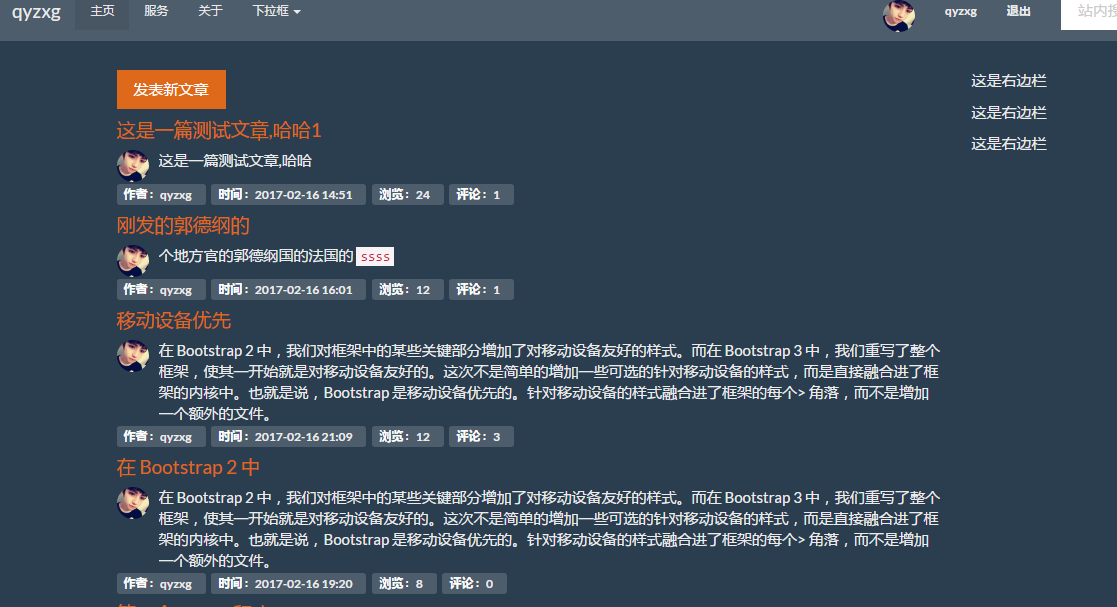 qyzxg 主页 服务 关于 下拉框 qyzxg 退出 站内搜
发表新文章
这是右边栏
这是右边栏
这是右边栏
这是一篇测试文章,哈哈1
这是一篇测试文章,哈哈
作者：qyzxg 时间：2017-02-16 14:51 浏览：24 评论：1
刚发的郭德纲的
个地方官的郭德纲国的法国的 ssss
作者：qyzxg 时间：2017-02-16 16:01 浏览：12 评论：1
移动设备优先
在 Bootstrap 2 中，我们对框架中的某些关键部分增加了对移动设备友好的样式。而在 Bootstrap 3 中，我们重写了整个
框架，使其一开始就是对移动设备友好的。这次不是简单的增加一些可选的针对移动设备的样式，而是直接融合进了框
架的内核中。也就是说，Bootstrap 是移动设备优先的。针对移动设备的样式融合进了框架的每个> 角落，而不是增加
一个额外的文件。
作者：qyzxg 时间：2017-02-16 21:09 浏览：12 评论：3
在 Bootstrap 2 中
在 Bootstrap 2 中，我们对框架中的某些关键部分增加了对移动设备友好的样式。而在 Bootstrap 3 中，我们重写了整个
框架，使其一开始就是对移动设备友好的。这次不是简单的增加一些可选的针对移动设备的样式，而是直接融合进了框
架的内核中。也就是说，Bootstrap 是移动设备优先的。针对移动设备的样式融合进了框架的每个> 角落，而不是增加
一个额外的文件。
作者：qyzxg 时间：2017-02-16 19:20 浏览：8 评论：0